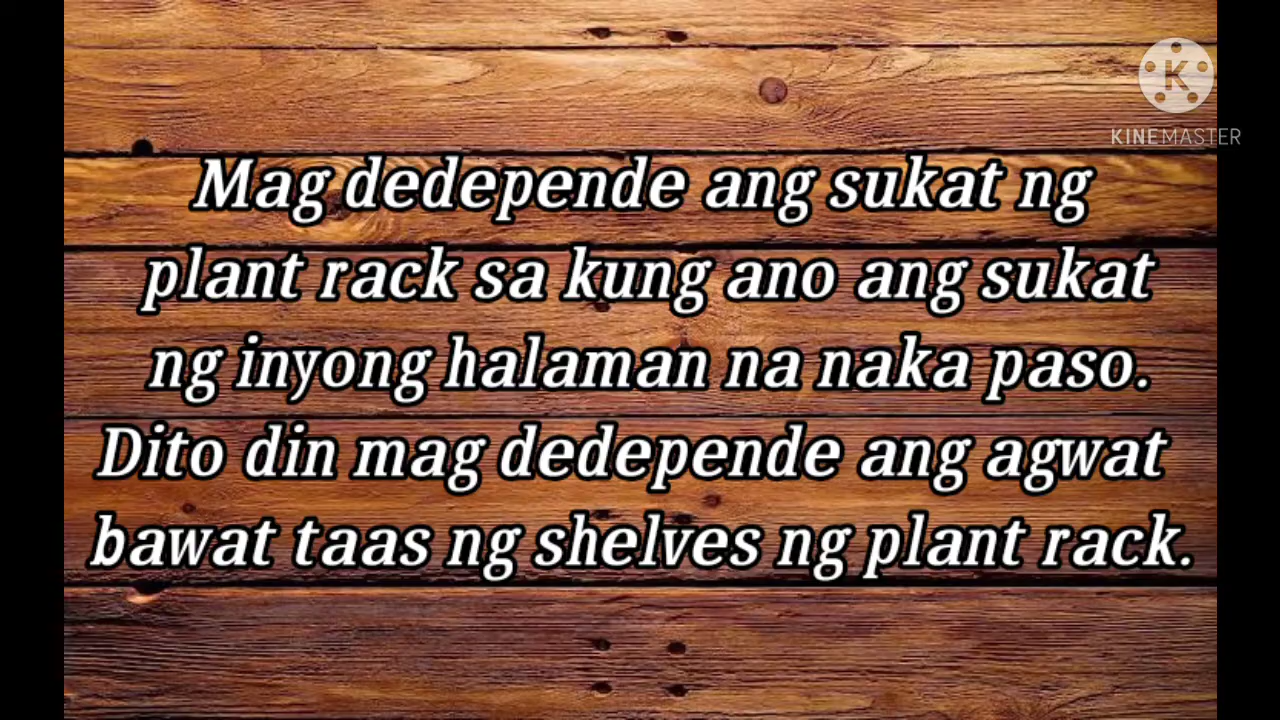 K
KINEMASTER
Mag dedepende ang sukat ng
plant rack sa kung ano ang sukat
ng inyong halaman na naka paso.
Dito din mag dedepende ang agwat
bawat taas ng shelves ng plant rack.